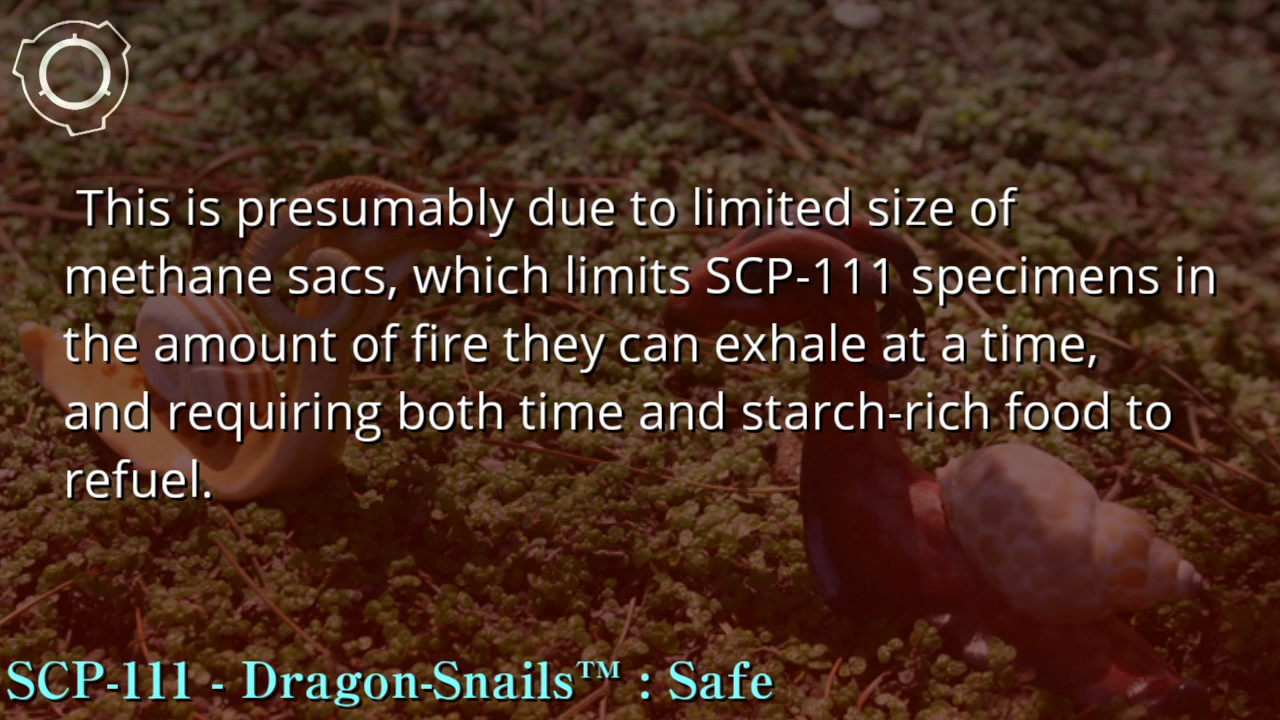 This is presumably due to limited size of
methane sacs, which limits SCP-111 specimens in
the amount of fire they can exhale at a time,
and requiring both time and starch-rich food to
refuel.
SCP-111 - Dragon-Snails™ : Safe